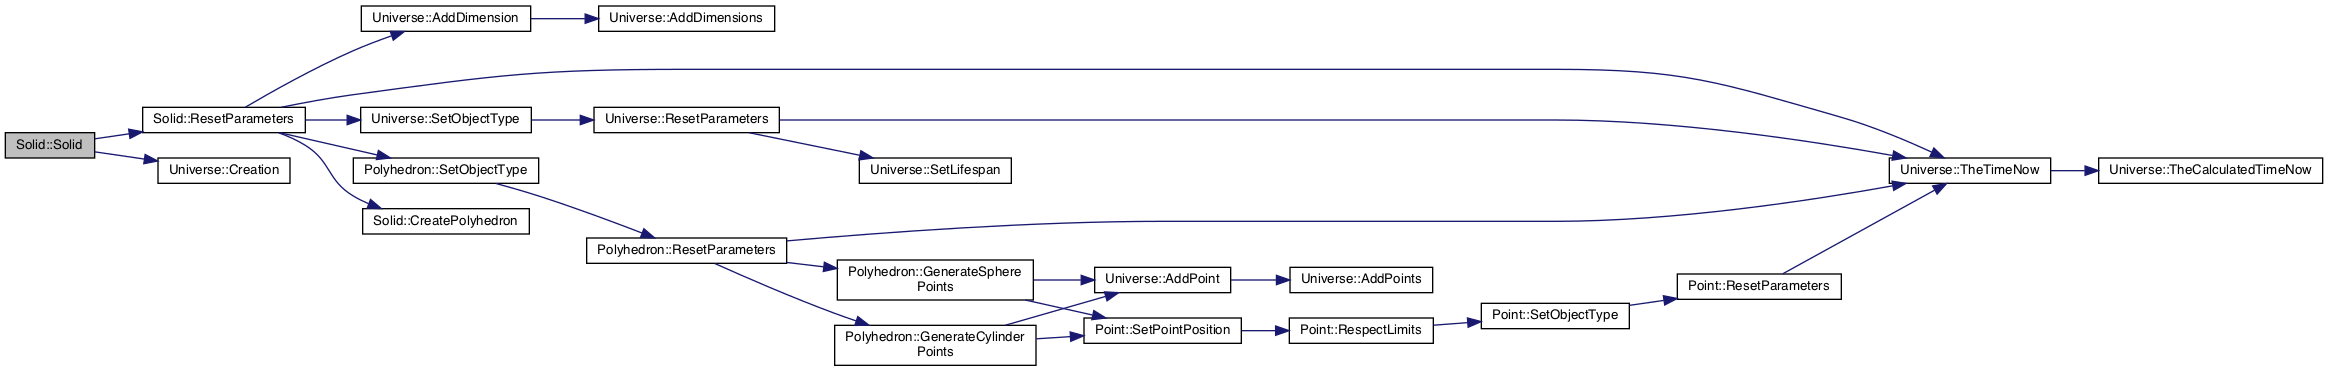 Solid::Solid
Solid::ResetParameters
Universe::Creation
Universe::AddDimension
Universe::AddDimensions
Universe::SetObjectType
Universe::ResetParameters
Universe::SetLifespan
Polyhedron::SetObjectType
Solid::CreatePolyhedron
Polyhedron::ResetParameters
Polyhedron::GenerateSphere
Points
Polyhedron::GenerateCylinder
Points
Universe::AddPoint
Universe::AddPoints
Point::SetPointPosition
Point::RespectLimits
Point::SetObjectType
Point::ResetParameters
Universe::TheTimeNow
Universe::TheCalculatedTimeNow